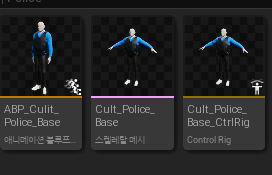 Police
ABP_Culit_
Police_Base
애니메이션 블루프...
Cult_Police_
Base
스켈레탈 메시
Cult_Police_
Base_CtrlRig
Control Rig